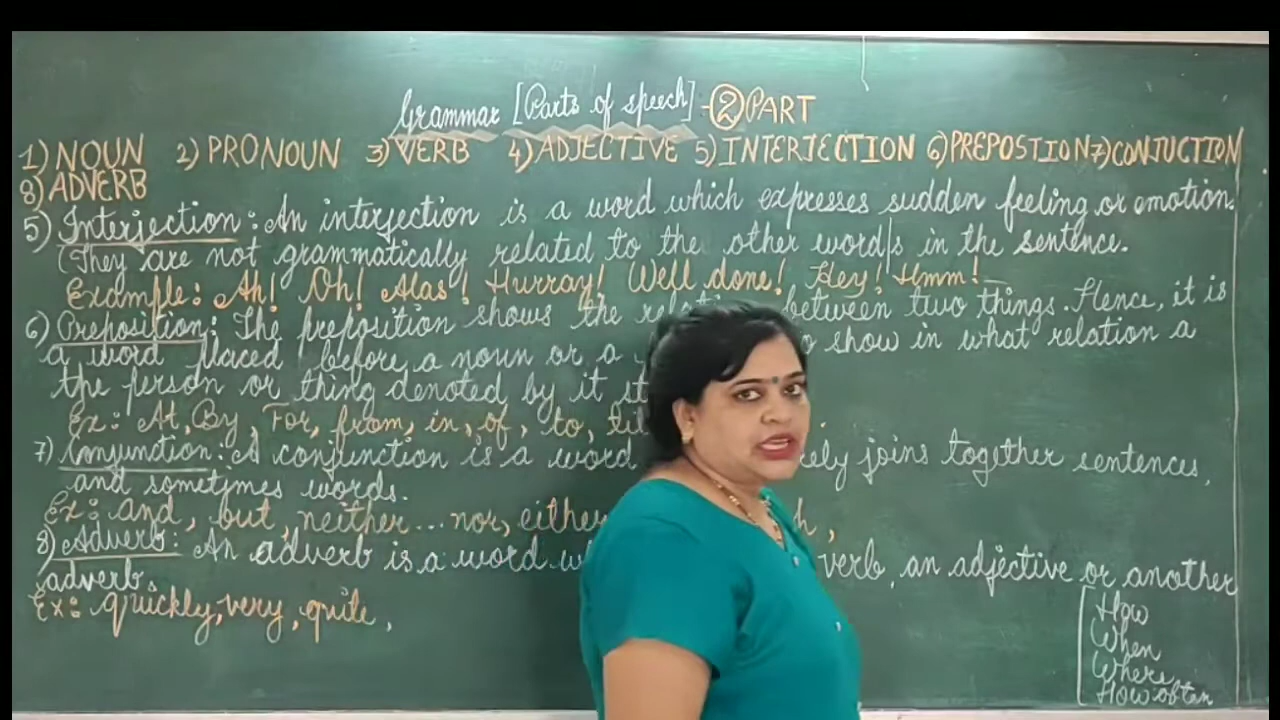 Grammar [Parts of speech] - ② PART
1) NOUN 2) PRONOUN 3) VERB 4) ADJECTIVE 5) INTERJECTION 6) PREPOSTION 7) CONJUCTION
8) ADVERB
5) Interjection : An interjection is a word which expresses sudden feeling or emotion.
(They are not grammatically related to the other words in the sentence.
Example : Ah! Oh! Alas! Hurray! Well done! Hey! Hmm!
6) Preposition : The preposition shows the between two things. Hence, it is
a word placed before a noun or a show in what relation a
the person or thing denoted by it
Ex : At, By, For, from, in, of, to,
7) Conjunction : A conjunction is a word joins together sentences,
and sometimes words.
Ex : and, but, neither...nor, either
8) Adverb : An adverb is a word verb, an adjective or another
adverb.
Ex : quickly, very, quite,
How
When
Where
How often